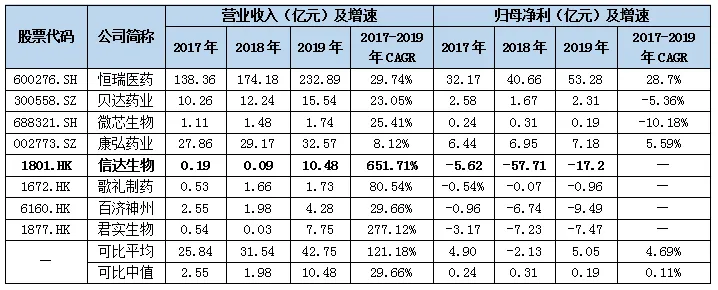 股票代码 公司简称 营业收入（亿元）及增速 归母净利（亿元）及增速
2017年 2018年 2019年 2017-2019年CAGR 2017年 2018年 2019年 2017-2019年CAGR
600276.SH 恒瑞医药 138.36 174.18 232.89 29.74% 32.17 40.66 53.28 28.7%
300558.SZ 贝达药业 10.26 12.24 15.54 23.05% 2.58 1.67 2.31 -5.36%
688321.SH 微芯生物 1.11 1.48 1.74 25.41% 0.24 0.31 0.19 -10.18%
002773.SZ 康弘药业 27.86 29.17 32.57 8.12% 6.44 6.95 7.18 5.59%
1801.HK 信达生物 0.19 0.09 10.48 651.71% -5.62 -57.71 -17.2 —
1672.HK 歌礼制药 0.53 1.66 1.73 80.54% -0.54% -0.07 -0.96 —
6160.HK 百济神州 2.55 1.98 4.28 29.66% -0.96 -6.74 -9.49 —
1877.HK 君实生物 0.54 0.03 7.75 277.12% -3.17 -7.23 -7.47 —
— 可比平均 25.84 31.54 42.75 121.18% 4.90 -2.13 5.05 4.69%
可比中值 2.55 1.98 10.48 29.66% 0.24 0.31 0.19 0.11%